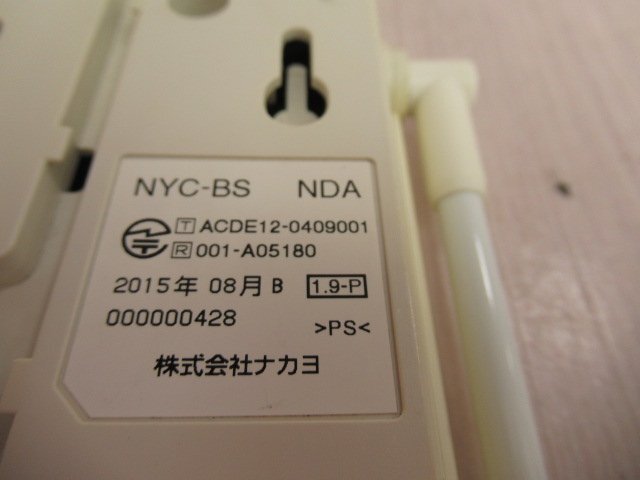 NYC-BS NDA
T ACDE12-0409001
R 001-A05180
2015年 08月 B 1.9-P
000000428 >PS<
株式会社ナカヨ